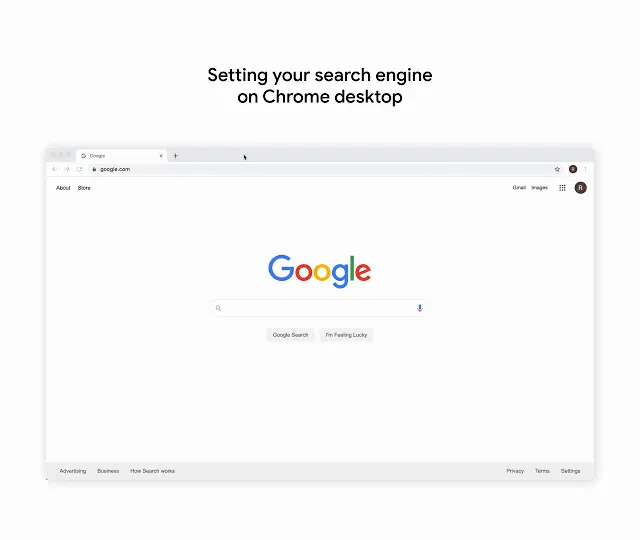 Setting your search engine
on Chrome desktop
Google
google.com
R
About Store
Gmail Images
R
Google
Google Search I'm Feeling Lucky
Advertising Business How Search works
Privacy Terms Settings